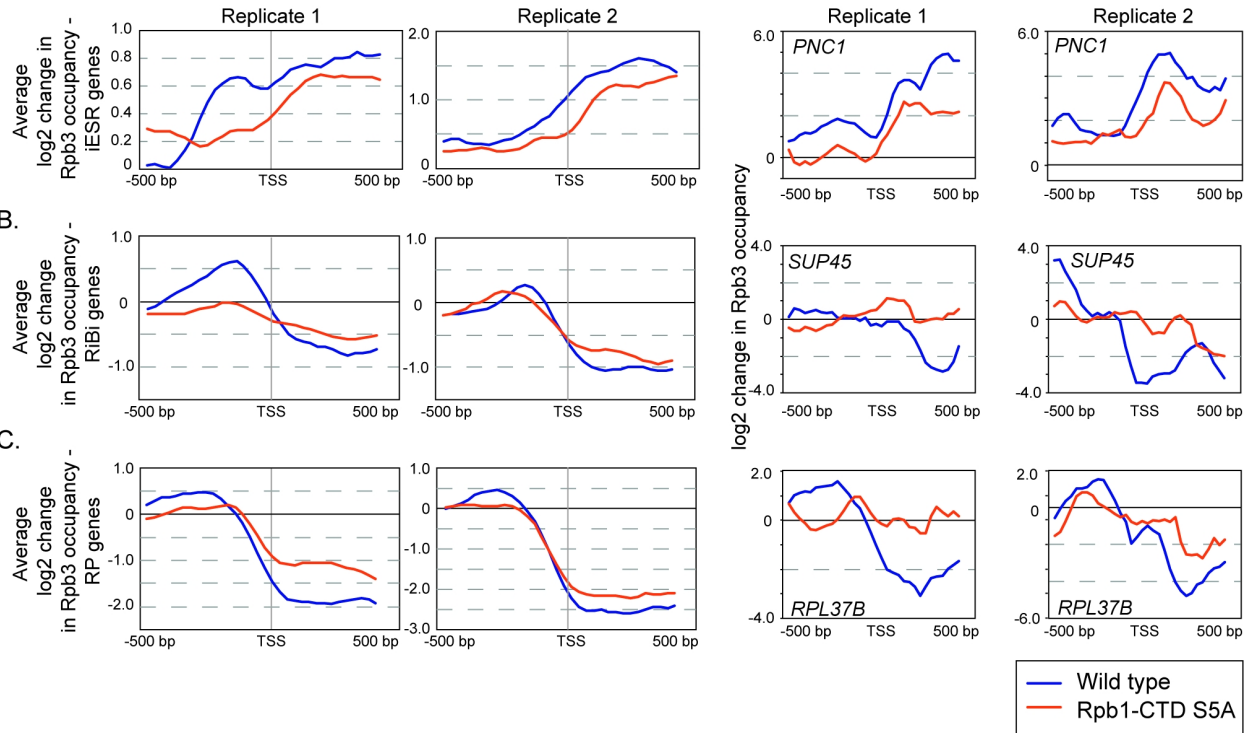 Replicate 1
Replicate 2
Replicate 1
Replicate 2
Average
log2 change in
Rpb3 occupancy -
iESR genes
1.0
0.8
0.6
0.4
0.2
0
-500 bp
TSS
500 bp
2.0
1.0
0
-500 bp
TSS
500 bp
6.0
PNC1
0
-500 bp
TSS
500 bp
6.0
PNC1
0
-500 bp
TSS
500 bp
B.
Average
log2 change
in Rpb3 occupancy -
RiBi genes
1.0
0
-1.0
-500 bp
TSS
500 bp
1.0
0
-1.0
-500 bp
TSS
500 bp
log2 change in Rpb3 occupancy
4.0
SUP45
0
-4.0
-500 bp
TSS
500 bp
4.0
SUP45
0
-4.0
-500 bp
TSS
500 bp
C.
Average
log2 change
in Rpb3 occupancy -
RP genes
1.0
0
-1.0
-2.0
-500 bp
TSS
500 bp
1.0
0
-1.0
-2.0
-3.0
-500 bp
TSS
500 bp
2.0
0
-4.0
RPL37B
-500 bp
TSS
500 bp
2.0
0
-6.0
RPL37B
-500 bp
TSS
500 bp
Wild type
Rpb1-CTD S5A